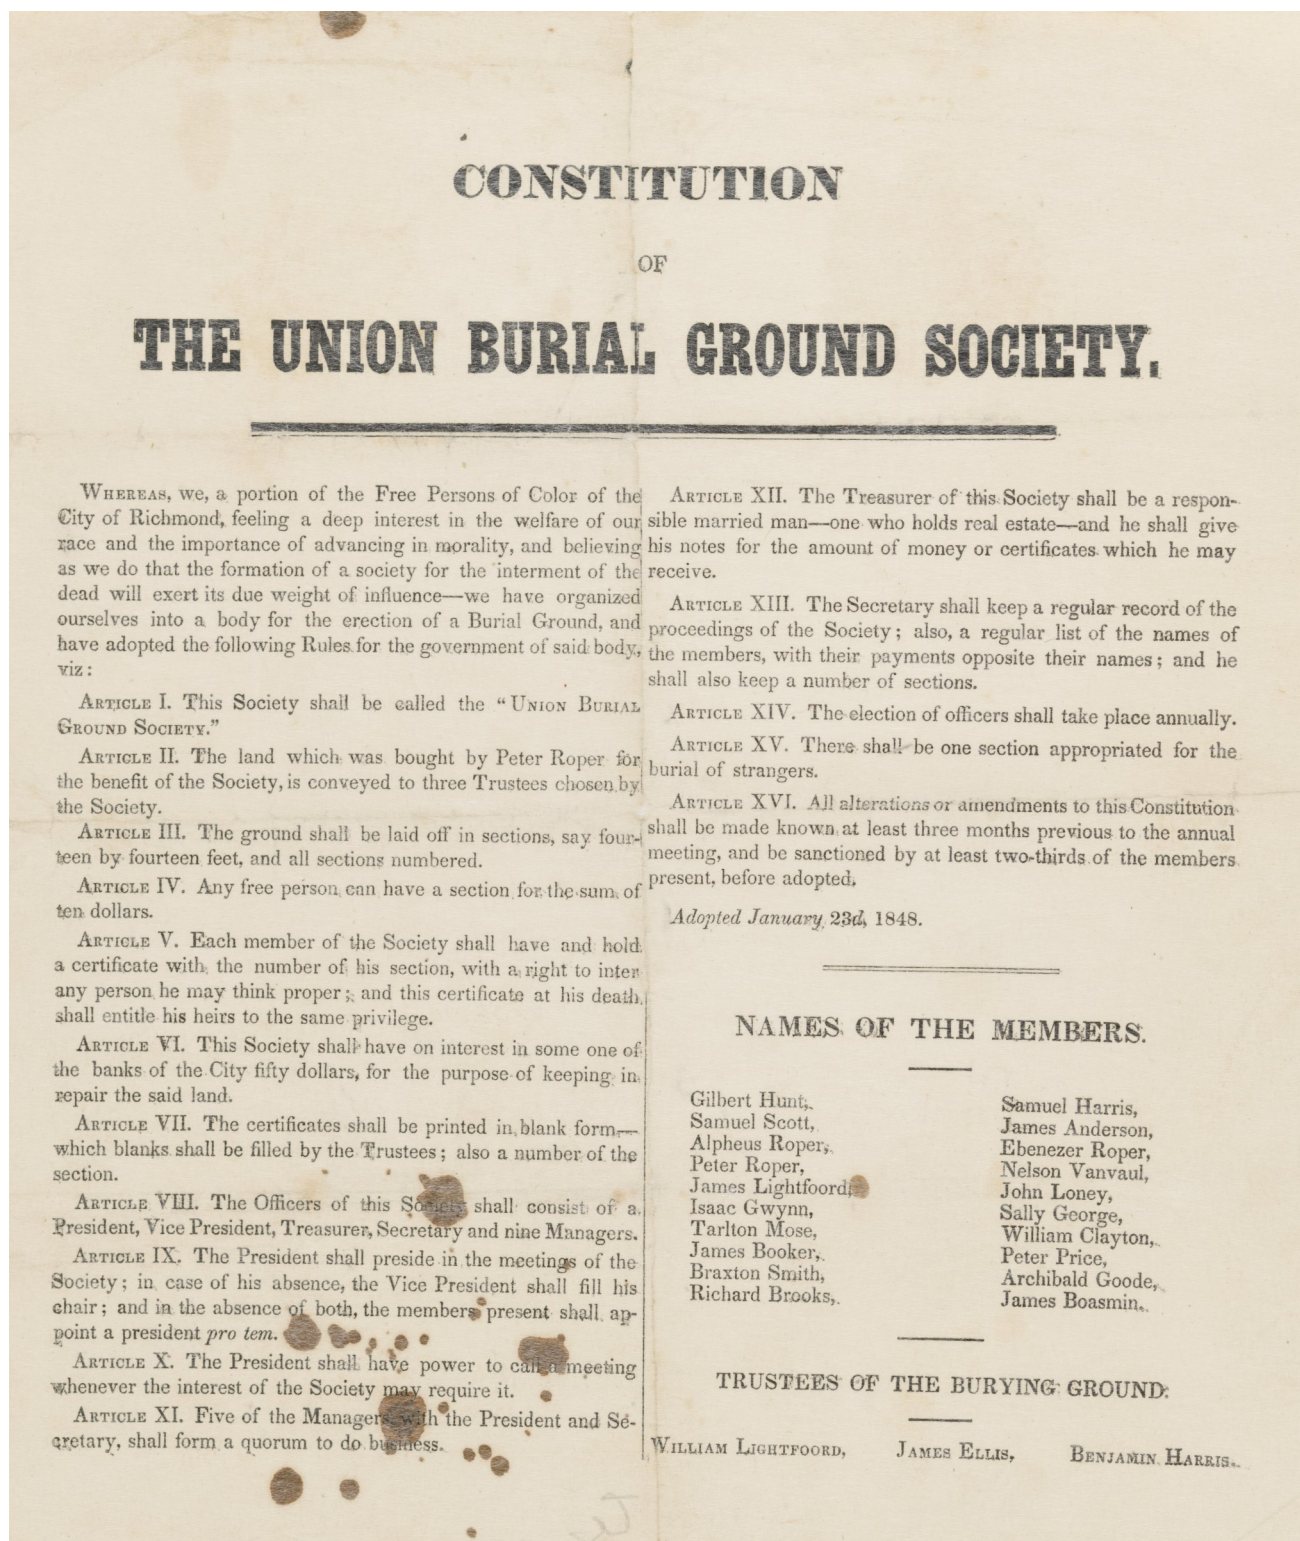 CONSTITUTION
OF
THE UNION BURIAL GROUND SOCIETY.
WHEREAS, we, a portion of the Free Persons of Color of the
City of Richmond, feeling a deep interest in the welfare of our
race and the importance of advancing in morality, and believing
as we do that the formation of a society for the interment of the
dead will exert its due weight of influence—we have organized
ourselves into a body for the erection of a Burial Ground, and
have adopted the following Rules for the government of said body,
viz:
ARTICLE I. This Society shall be called the “UNION BURIAL
GROUND SOCIETY.”
ARTICLE II. The land which was bought by Peter Roper for
the benefit of the Society, is conveyed to three Trustees chosen by
the Society.
ARTICLE III. The ground shall be laid off in sections, say four-
teen by fourteen feet, and all sections numbered.
ARTICLE IV. Any free person can have a section for the sum of
ten dollars.
ARTICLE V. Each member of the Society shall have and hold
a certificate with the number of his section, with a right to inter
any person he may think proper; and this certificate at his death,
shall entitle his heirs to the same privilege.
ARTICLE VI. This Society shall have on interest in some one of
the banks of the City fifty dollars, for the purpose of keeping in
repair the said land.
ARTICLE VII. The certificates shall be printed in blank form,—
which blanks shall be filled by the Trustees; also a number of the
section.
ARTICLE VIII. The Officers of this Society shall consist of a
President, Vice President, Treasurer, Secretary and nine Managers.
ARTICLE IX. The President shall preside in the meetings of the
Society; in case of his absence, the Vice President shall fill his
chair; and in the absence of both, the members present shall ap-
point a president pro tem.
ARTICLE X. The President shall have power to call a meeting
whenever the interest of the Society may require it.
ARTICLE XI. Five of the Managers with the President and Se-
cretary, shall form a quorum to do business.
ARTICLE XII. The Treasurer of this Society shall be a respon-
sible married man—one who holds real estate—and he shall give
his notes for the amount of money or certificates which he may
receive.
ARTICLE XIII. The Secretary shall keep a regular record of the
proceedings of the Society; also, a regular list of the names of
the members, with their payments opposite their names; and he
shall also keep a number of sections.
ARTICLE XIV. The election of officers shall take place annually.
ARTICLE XV. There shall be one section appropriated for the
burial of strangers.
ARTICLE XVI. All alterations or amendments to this Constitution
shall be made known at least three months previous to the annual
meeting, and be sanctioned by at least two-thirds of the members
present, before adopted.
Adopted January 23d, 1848.
NAMES OF THE MEMBERS.
Gilbert Hunt,
Samuel Scott,
Alpheus Roper,
Peter Roper,
James Lightfoord,
Isaac Gwynn,
Tarlton Mose,
James Booker,
Braxton Smith,
Richard Brooks,
Samuel Harris,
James Anderson,
Ebenezer Roper,
Nelson Vanvaul,
John Loney,
Sally George,
William Clayton,
Peter Price,
Archibald Goode,
James Boasmin.
TRUSTEES OF THE BURYING GROUND.
WILLIAM LIGHTFOORD, JAMES ELLIS, BENJAMIN HARRIS.